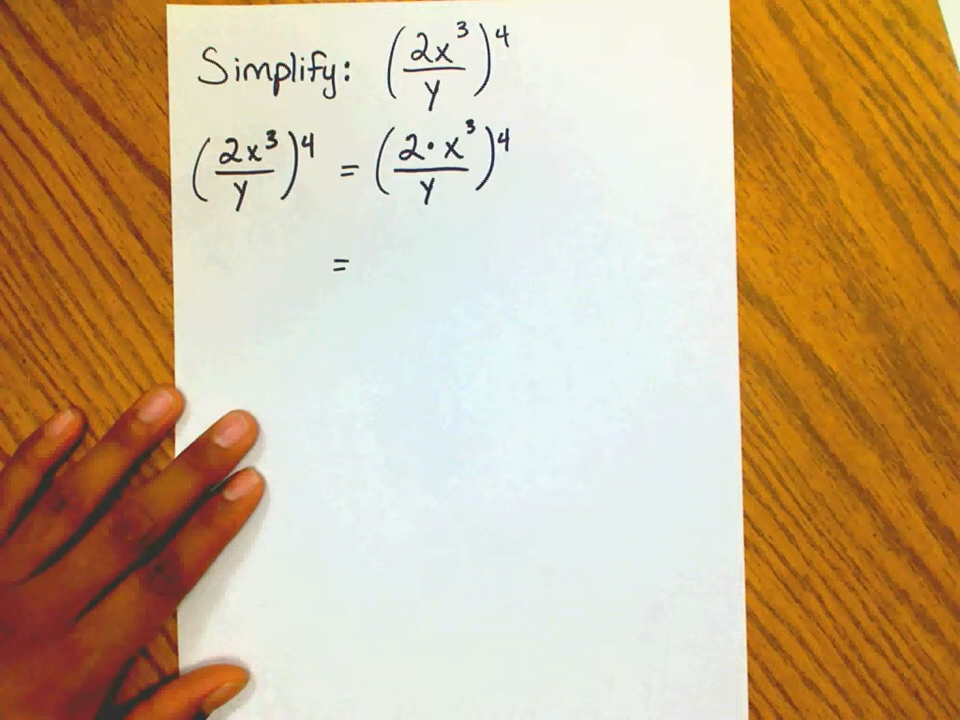 Simplify: (2x³/y)⁴
(2x³/y)⁴ = (2·x³/y)⁴
=